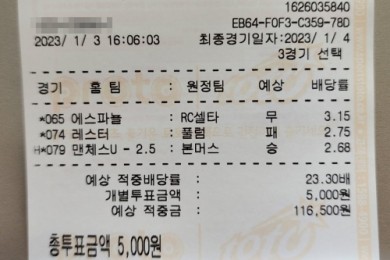 1626035840
EB64-F0F3-C359-78D
2023/ 1/ 3 16:06:03 최종경기일자:2023/ 1/ 4
3경기 선택
경기 홈 팀 : 원정팀 예상 배당률
*065 에스파뇰 : RC셀타 무 3.15
*074 레스터 : 풀럼 패 2.75
H*079 맨체스U - 2.5 : 본머스 승 2.68
예상 적중배당률 : 23.30배
개별투표금액 : 5,000원
예상 적중금 : 116,500원
총투표금액 5,000원